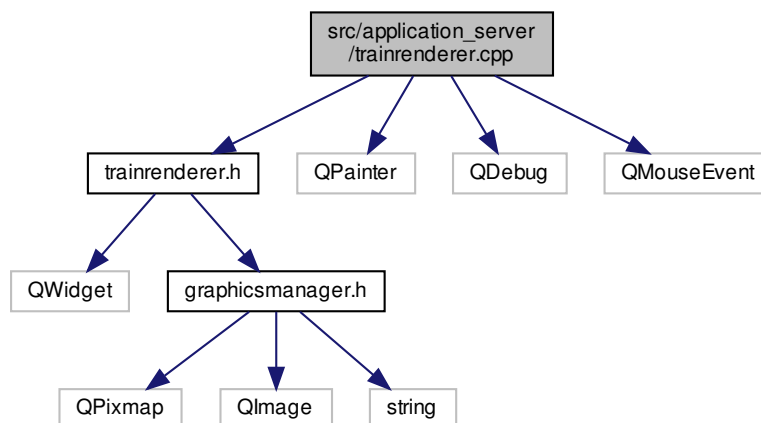 src/application_server
/trainrenderer.cpp
trainrenderer.h
QPainter
QDebug
QMouseEvent
QWidget
graphicsmanager.h
QPixmap
QImage
string